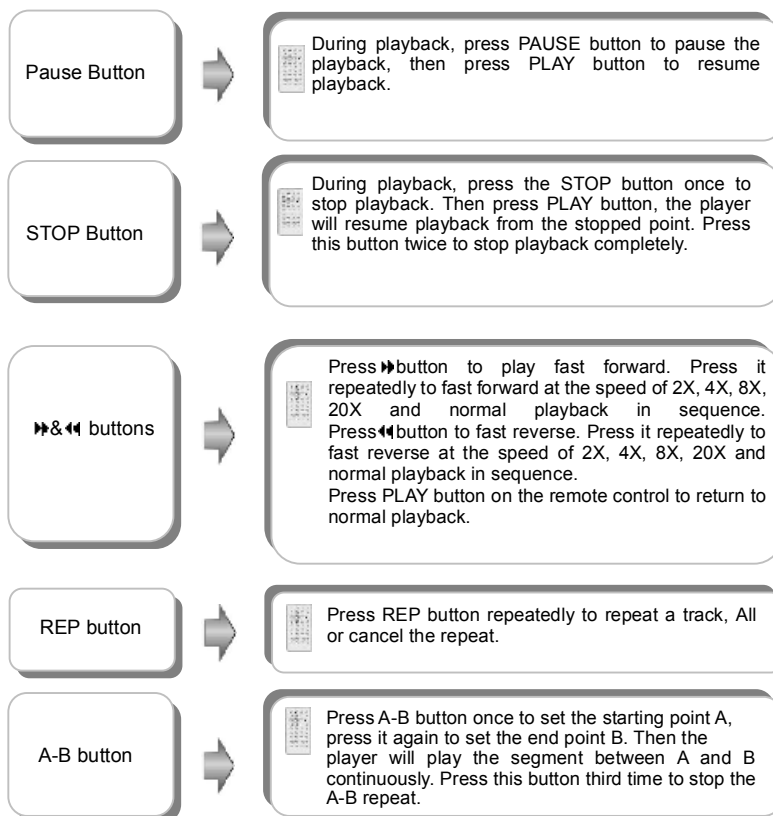 Pause Button
During playback, press PAUSE button to pause the
playback, then press PLAY button to resume
playback.
STOP Button
During playback, press the STOP button once to
stop playback. Then press PLAY button, the player
will resume playback from the stopped point. Press
this button twice to stop playback completely.
⏩&⏪ buttons
Press⏩button to play fast forward. Press it
repeatedly to fast forward at the speed of 2X, 4X, 8X,
20X and normal playback in sequence.
Press⏪button to fast reverse. Press it repeatedly to
fast reverse at the speed of 2X, 4X, 8X, 20X and
normal playback in sequence.
Press PLAY button on the remote control to return to
normal playback.
REP button
Press REP button repeatedly to repeat a track, All
or cancel the repeat.
A-B button
Press A-B button once to set the starting point A,
press it again to set the end point B. Then the
player will play the segment between A and B
continuously. Press this button third time to stop the
A-B repeat.